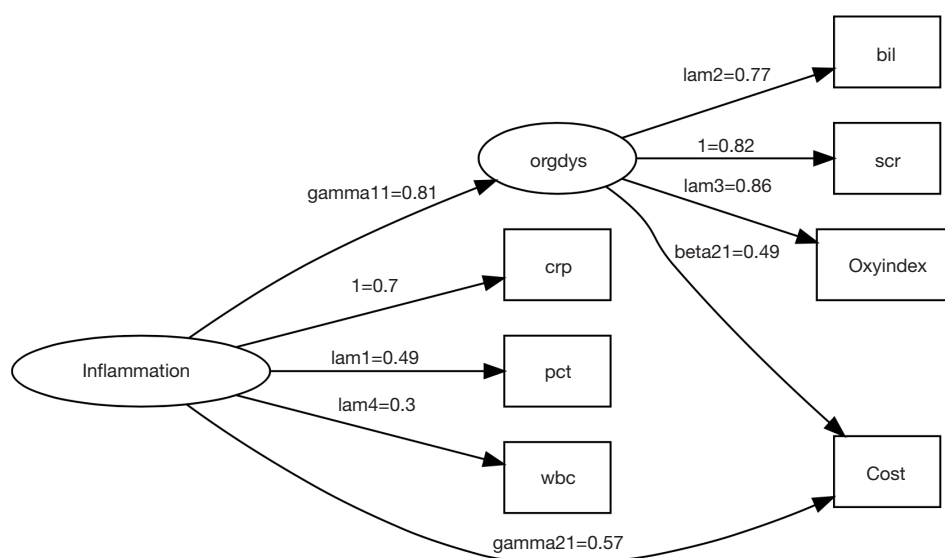 bil
lam2=0.77
orgdys
1=0.82
scr
lam3=0.86
gamma11=0.81
beta21=0.49
Oxyindex
crp
1=0.7
Inflammation
lam1=0.49
pct
lam4=0.3
wbc
Cost
gamma21=0.57